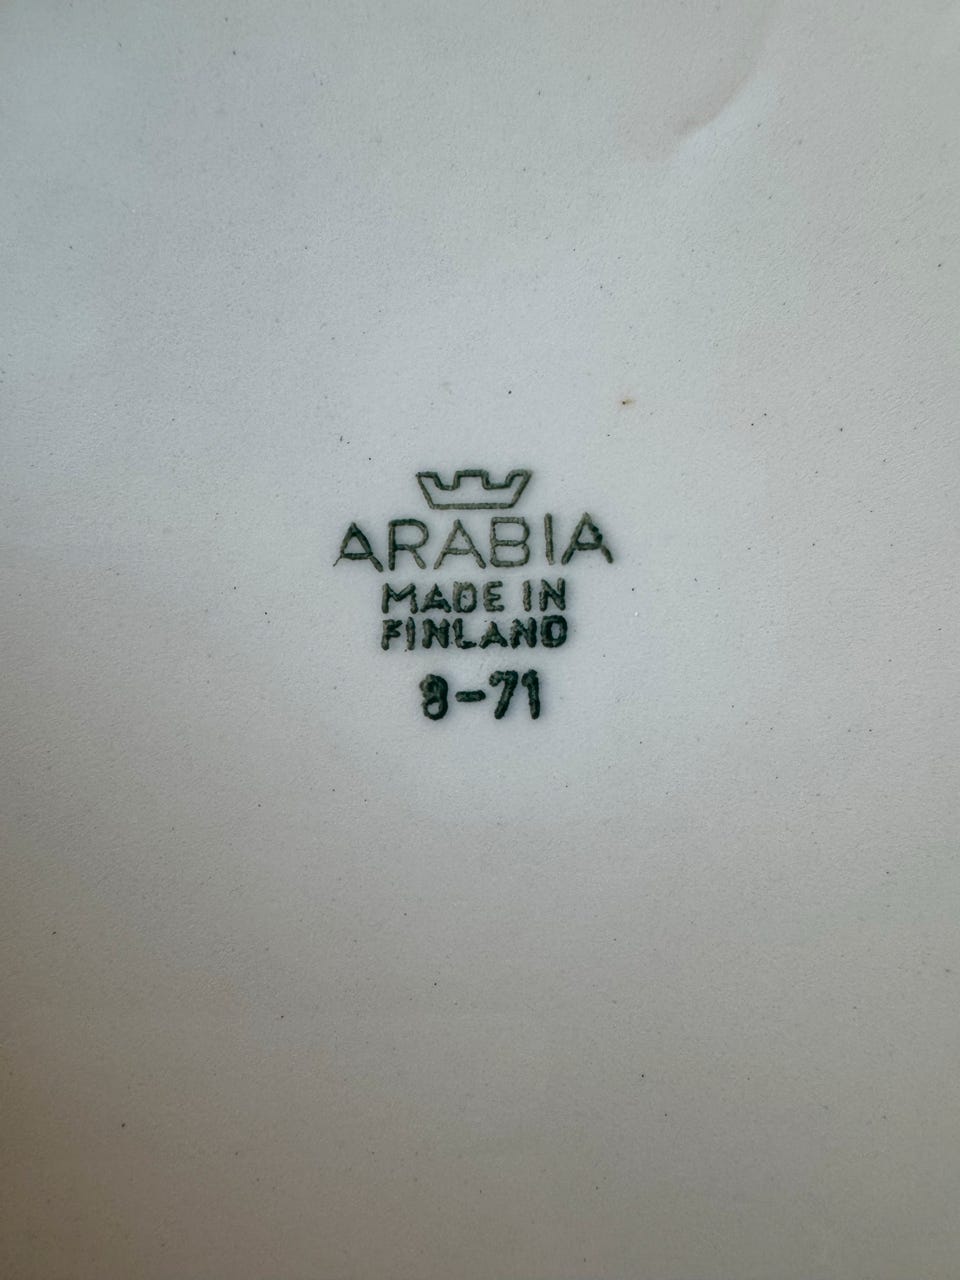 ARABIA
MADE IN
FINLAND
8-71